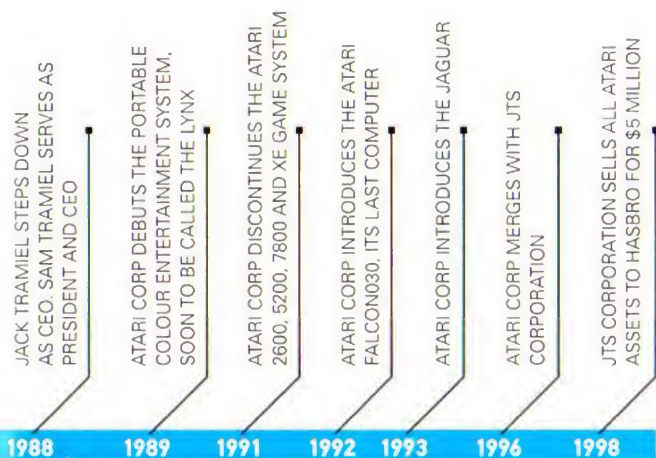 JACK TRAMIEL STEPS DOWN
AS CEO. SAM TRAMIEL SERVES AS
PRESIDENT AND CEO
1988
ATARI CORP DEBUTS THE PORTABLE
COLOUR ENTERTAINMENT SYSTEM,
SOON TO BE CALLED THE LYNX
1989
ATARI CORP DISCONTINUES THE ATARI
2600, 5200, 7800 AND XE GAME SYSTEM
1991
ATARI CORP INTRODUCES THE ATARI
FALCON030, ITS LAST COMPUTER
1992
ATARI CORP INTRODUCES THE JAGUAR
1993
ATARI CORP MERGES WITH JTS
CORPORATION
1996
JTS CORPORATION SELLS ALL ATARI
ASSETS TO HASBRO FOR $5 MILLION
1998